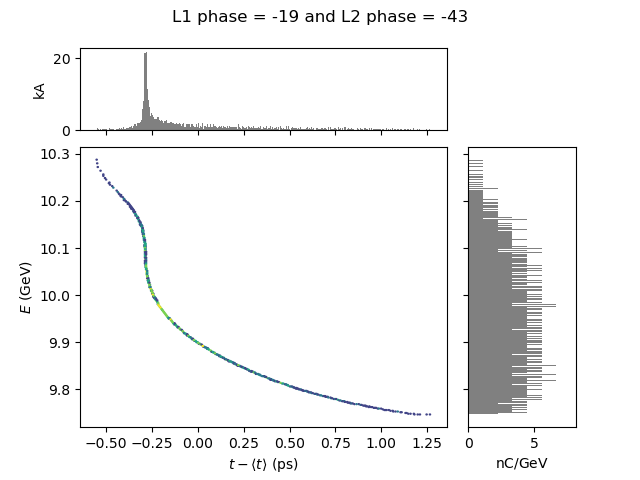 L1 phase = -19 and L2 phase = -43
20
0
kA
10.3
10.2
10.1
10.0
9.9
9.8
E (GeV)
−0.50 −0.25 0.00 0.25 0.50 0.75 1.00 1.25
t − ⟨t⟩ (ps)
0 5
nC/GeV